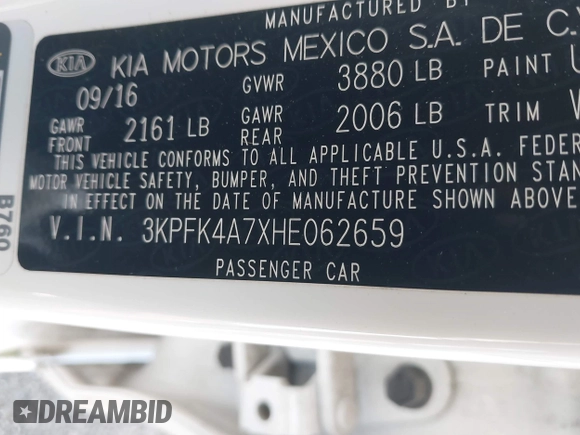 MANUFACTURED BY
KIA KIA MOTORS MEXICO S.A. DE C.
09/16 GVWR 3880 LB PAINT
GAWR FRONT 2161 LB GAWR REAR 2006 LB TRIM
THIS VEHICLE CONFORMS TO ALL APPLICABLE U.S.A. FEDER
MOTOR VEHICLE SAFETY, BUMPER, AND THEFT PREVENTION STAN
IN EFFECT ON THE DATE OF MANUFACTURE SHOWN ABOVE
V.I.N. 3KPFK4A7XHE062659
PASSENGER CAR
B760
DREAMBID